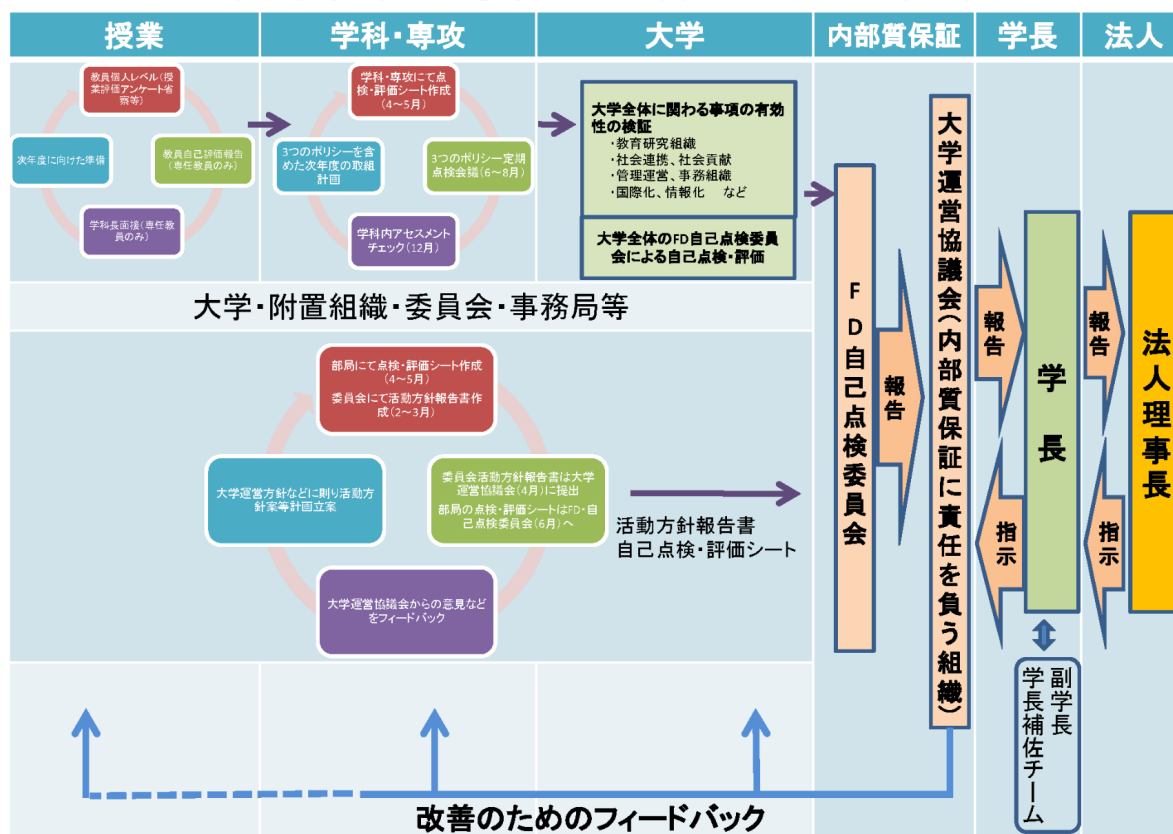 授業
学科・専攻
大学
内部質保証
学長
法人
教員個人レベル(授
業評価アンケート省
察等)
教員自己評価報告
(専任教員のみ)
学科長面接(専任教
員のみ)
次年度に向けた準備
学科・専攻にて点
検・評価シート作成
(4〜5月)
3つのポリシー定期
点検会議(6〜8月)
学科内アセスメント
チェック(12月)
3つのポリシーを含
めた次年度の取組
計画
大学全体に関わる事項の有効
性の検証
・教育研究組織
・社会連携、社会貢献
・管理運営、事務組織
・国際化、情報化 など
大学全体のFD自己点検委員
会による自己点検・評価
大学・附置組織・委員会・事務局等
部局にて点検・評価シート作成
(4〜5月)
委員会にて活動方針報告書作
成(2〜3月)
委員会活動方針報告書は大学
運営協議会(4月)に提出
部局の点検・評価シートはFD・自
己点検委員会(6月)へ
大学運営協議会からの意見など
をフィードバック
大学運営方針などに則り活動方
針案等計画立案
活動方針報告書
自己点検・評価シート
FD自己点検委員会
報告
大学運営協議会(内部質保証に責任を負う組織)
報告
指示
学長
報告
指示
法人理事長
副学長
学長補佐チーム
改善のためのフィードバック